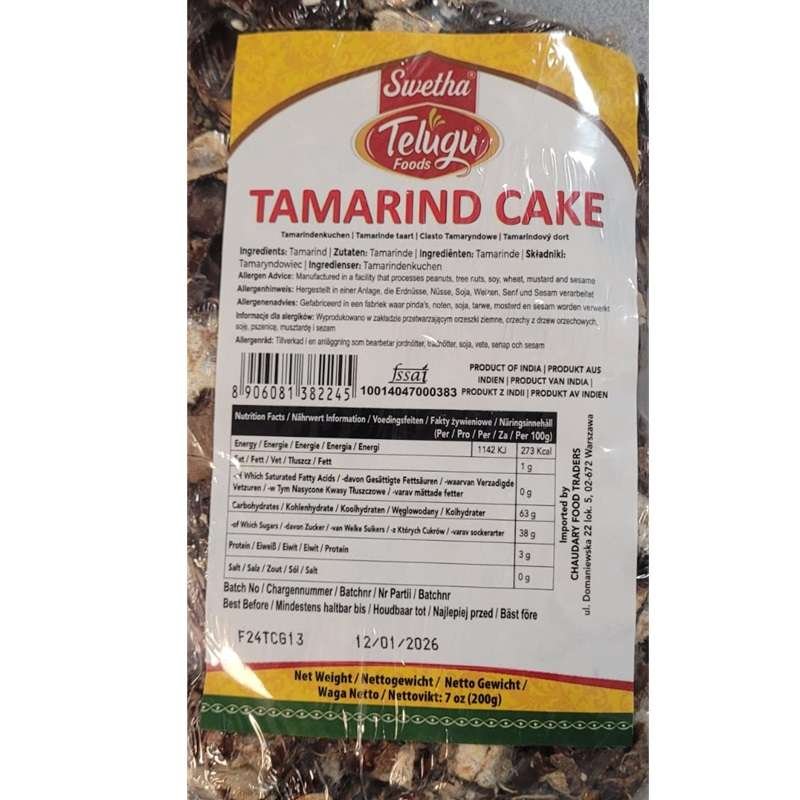 Swetha®
Telugu®
Foods
TAMARIND CAKE
Tamarindenkuchen | Tamarinde taart | Ciasto Tamaryndowe | Tamarindový dort
Ingredients: Tamarind | Zutaten: Tamarinde | Ingrediënten: Tamarinde | Składniki:
Tamaryndowiec | Ingredienser: Tamarindenkuchen
Allergen Advice: Manufactured in a facility that processes peanuts, tree nuts, soy, wheat, mustard and sesame
Allergenhinweis: Hergestellt in einer Anlage, die Erdnüsse, Nüsse, Soja, Weizen, Senf und Sesam verarbeitet
Allergenenadvies: Gefabriceerd in een fabriek waar pinda's, noten, soja, tarwe, mosterd en sesam worden verwerkt
Informacje dla alergików: Wyprodukowano w zakładzie przetwarzającym orzeszki ziemne, orzechy z drzew orzechowych,
soję, pszenicę, musztardę i sezam
Allergenråd: Tillverkad i en anläggning som bearbetar jordnötter, trädnötter, soja, vete, senap och sesam
8 906081 382245
fssai
10014047000383
PRODUCT OF INDIA | PRODUKT AUS
INDIEN | PRODUCT VAN INDIA |
PRODUKT Z INDII | PRODUKT AV INDIEN
Nutrition Facts / Nährwert Information / Voedingsfeiten / Fakty żywieniowe / Näringsinnehåll
(Per / Pro / Per / Za / Per 100g)
Energy / Energie / Energie / Energia / Energi 1142 KJ 273 Kcal
Fat / Fett / Vet / Tłuszcz / Fett 1 g
-of Which Saturated Fatty Acids / -davon Gesättigte Fettsäuren / -waarvan Verzadigde
Vetzuren / -w Tym Nasycone Kwasy Tłuszczowe / -varav mättade fetter 0 g
Carbohydrates / Kohlenhydrate / Koolhydraten / Węglowodany / Kolhydrater 63 g
-of Which Sugars / -davon Zucker / -van Welke Suikers / -z Których Cukrów / -varav sockerarter 38 g
Protein / Eiweiß / Eiwit / Eiwit / Protein 3 g
Salt / Salz / Zout / Sól / Salt 0 g
Batch No / Chargennummer / Batchnr / Nr Partii / Batchnr
Best Before / Mindestens haltbar bis / Houdbaar tot / Najlepiej przed / Bäst före
F24TCG13 12/01/2026
Imported by
CHAUDARY FOOD TRADERS
ul. Domaniewska 22 lok. 5, 02-672 Warszawa
Net Weight / Nettogewicht / Netto Gewicht /
Waga Netto / Nettovikt: 7 oz (200g)